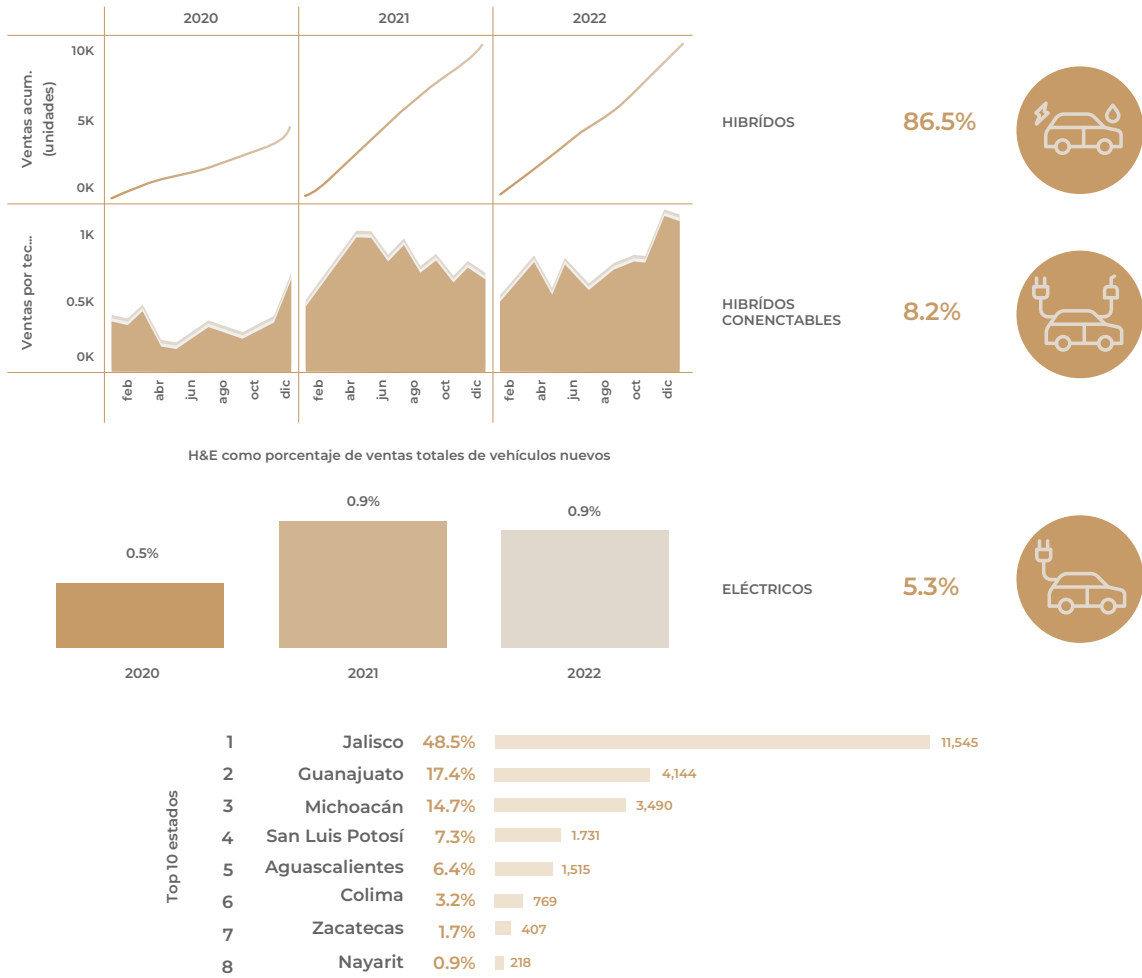 2020
2021
2022
Ventas acum.
(unidades)
10K
5K
0K
HIBRÍDOS
86.5%
Ventas por tec...
1K
0.5K
0K
HIBRÍDOS
CONENCTABLES
8.2%
feb abr jun ago oct dic
feb abr jun ago oct dic
feb abr jun ago oct dic
H&E como porcentaje de ventas totales de vehículos nuevos
0.5%
0.9%
0.9%
2020
2021
2022
ELÉCTRICOS
5.3%
Top 10 estados
1 Jalisco 48.5% 11,545
2 Guanajuato 17.4% 4,144
3 Michoacán 14.7% 3,490
4 San Luis Potosí 7.3% 1.731
5 Aguascalientes 6.4% 1,515
6 Colima 3.2% 769
7 Zacatecas 1.7% 407
8 Nayarit 0.9% 218